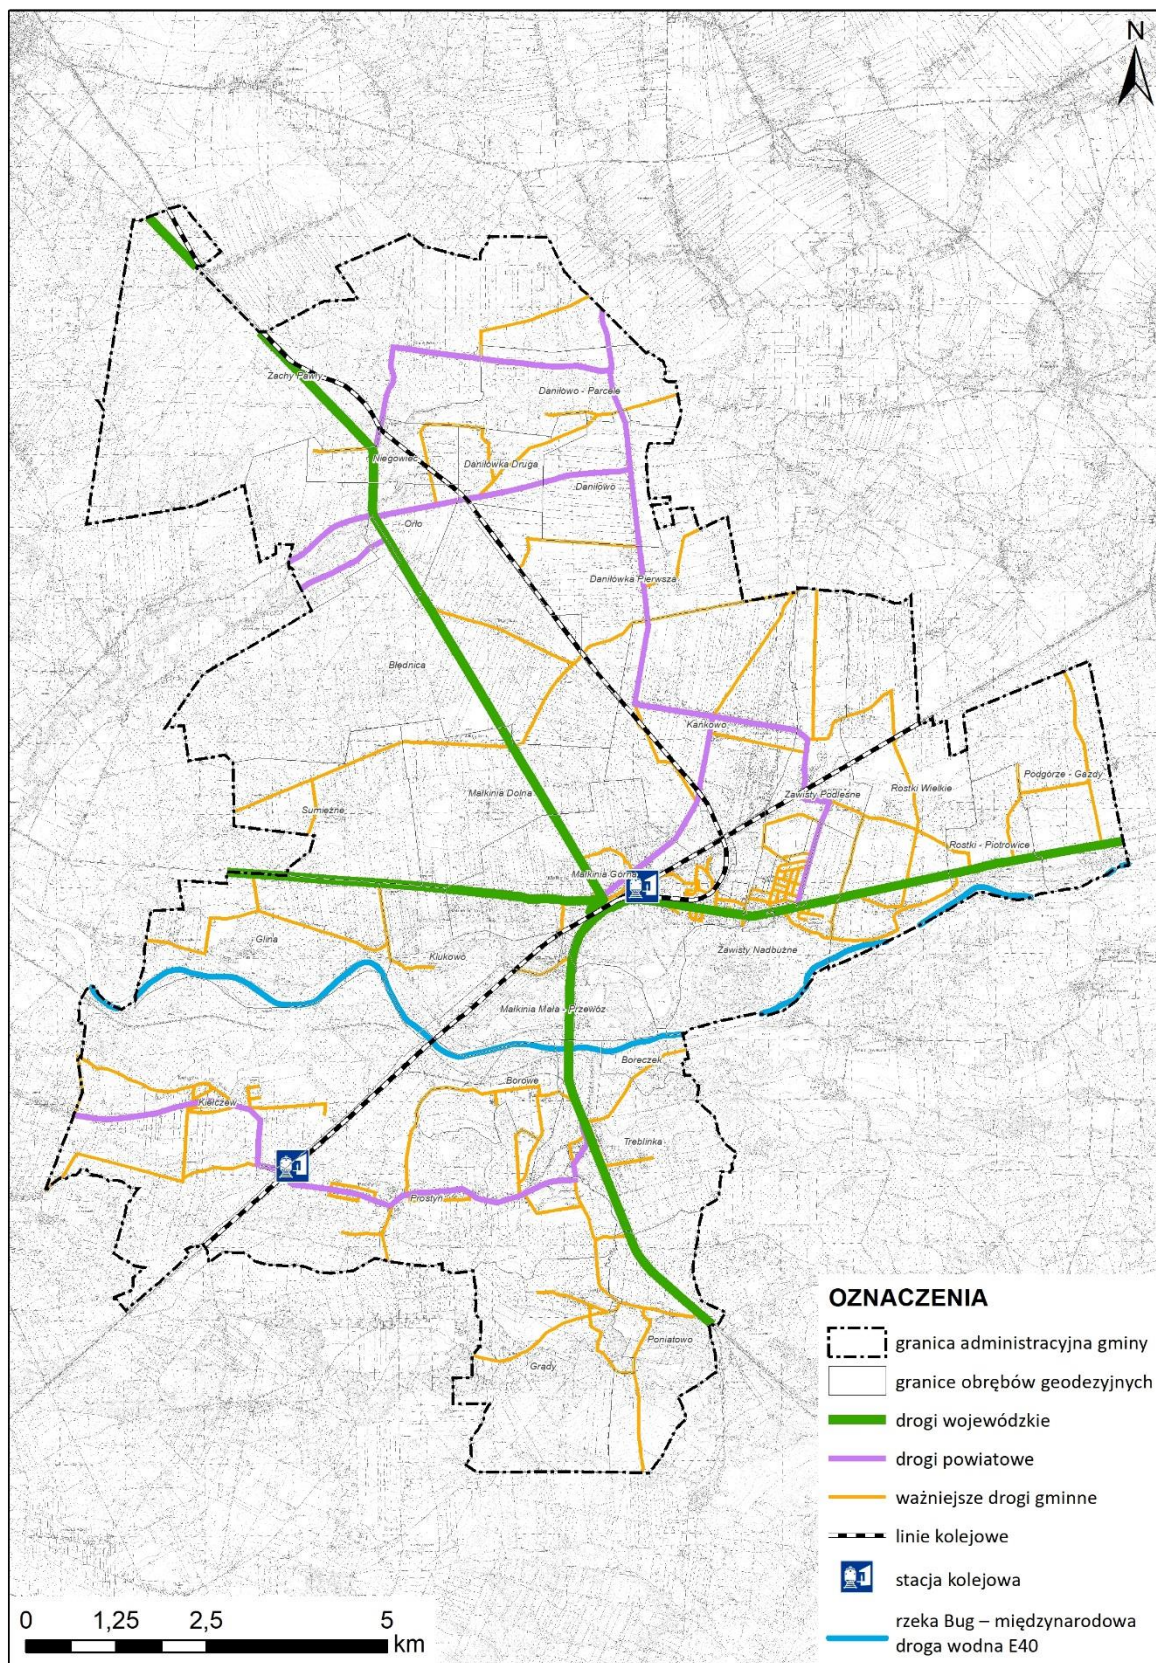 N
Żachy Pawły
Daniłowo - Parcele
Niegowiec
Daniłówka Druga
Daniłowo
Orło
Daniłówka Pierwsza
Błędnica
Kańkowo
Podgórze - Gazdy
Sumiężne
Małkinia Dolna
Zawisty Podleśne
Rostki Wielkie
Rostki - Piotrowice
Małkinia Górna
Glina
Klukowo
Zawisty Nadbużne
Małkinia Mała - Przewóz
Boreczek
Borowe
Kiełczew
Treblinka
Prostyń
Poniatowo
Grądy
OZNACZENIA
granica administracyjna gminy
granice obrębów geodezyjnych
drogi wojewódzkie
drogi powiatowe
ważniejsze drogi gminne
linie kolejowe
stacja kolejowa
rzeka Bug – międzynarodowa
droga wodna E40
0 1,25 2,5 5
km